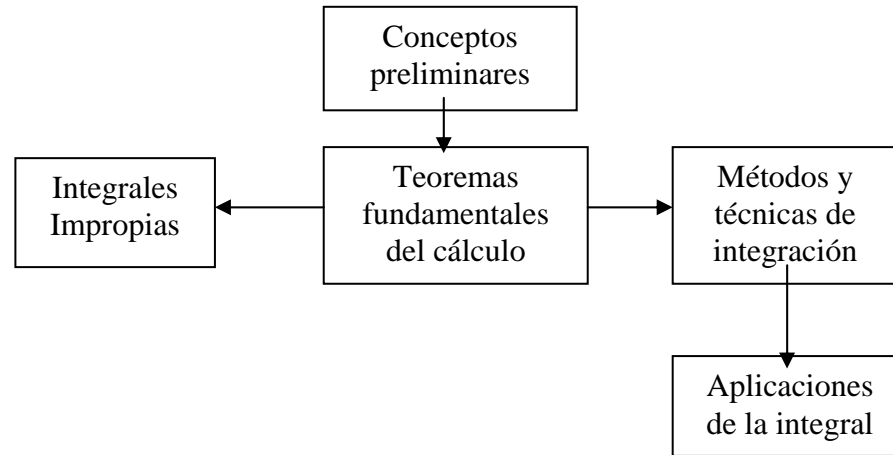 Conceptos
preliminares
Integrales
Impropias
Teoremas
fundamentales
del cálculo
Métodos y
técnicas de
integración
Aplicaciones
de la integral